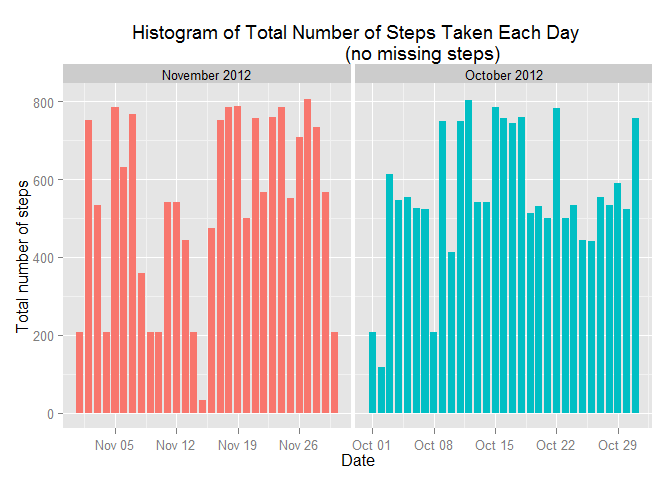 Histogram of Total Number of Steps Taken Each Day
(no missing steps)
November 2012
October 2012
Total number of steps
800
600
400
200
0
Nov 05
Nov 12
Nov 19
Nov 26
Oct 01
Oct 08
Oct 15
Oct 22
Oct 29
Date